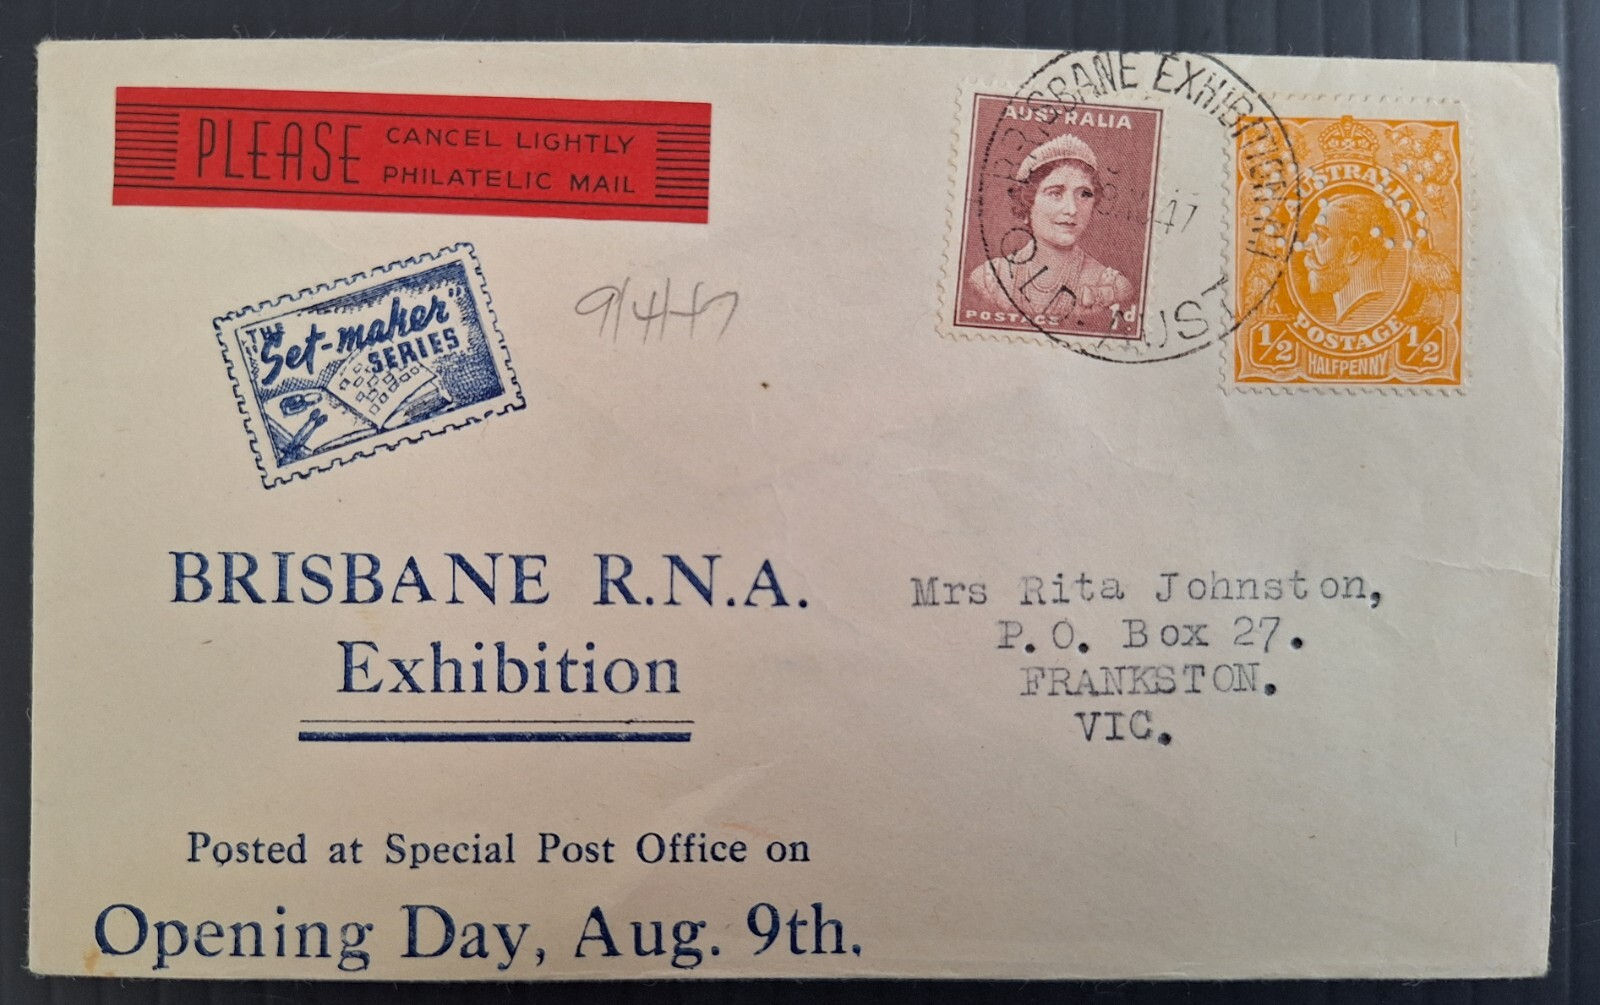 PLEASE CANCEL LIGHTLY
PHILATELIC MAIL
THE
"Set-maker"
SERIES
9/4/47
BRISBANE EXHIBITION
QLD. AUST
47
AUSTRALIA
POSTAGE 1d
AUSTRALIA
POSTAGE
1/2 HALFPENNY 1/2
BRISBANE R.N.A.
Exhibition
Posted at Special Post Office on
Opening Day, Aug. 9th.
Mrs Rita Johnston,
P.O. Box 27.
FRANKSTON.
VIC.